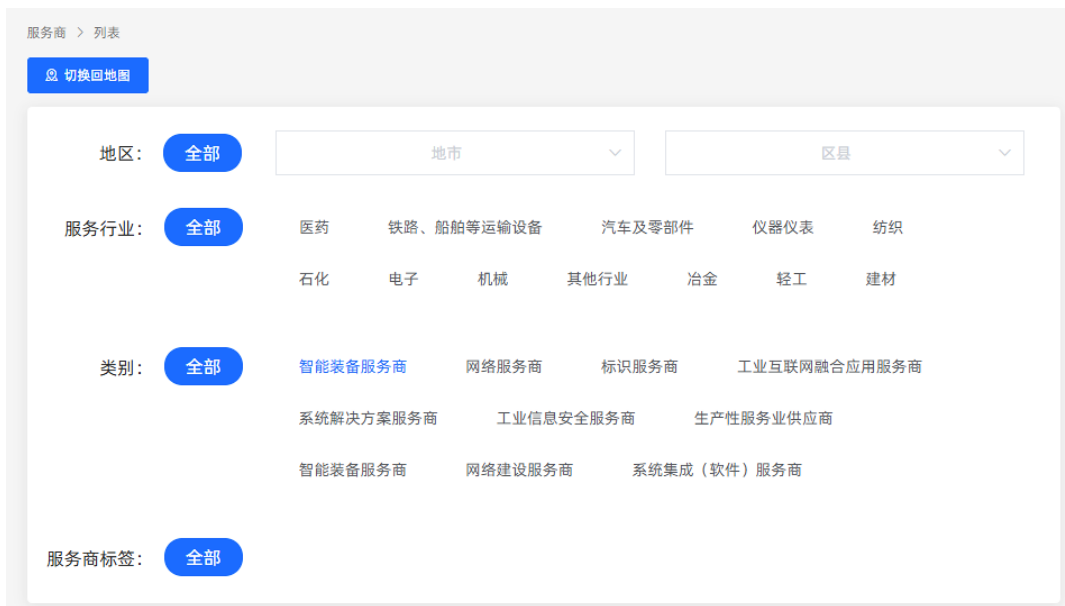 服务商 > 列表
切换回地图
地区： 全部 地市 区县
服务行业： 全部 医药 铁路、船舶等运输设备 汽车及零部件 仪器仪表 纺织
石化 电子 机械 其他行业 冶金 轻工 建材
类别： 全部 智能装备服务商 网络服务商 标识服务商 工业互联网融合应用服务商
系统解决方案服务商 工业信息安全服务商 生产性服务业供应商
智能装备服务商 网络建设服务商 系统集成（软件）服务商
服务商标签： 全部